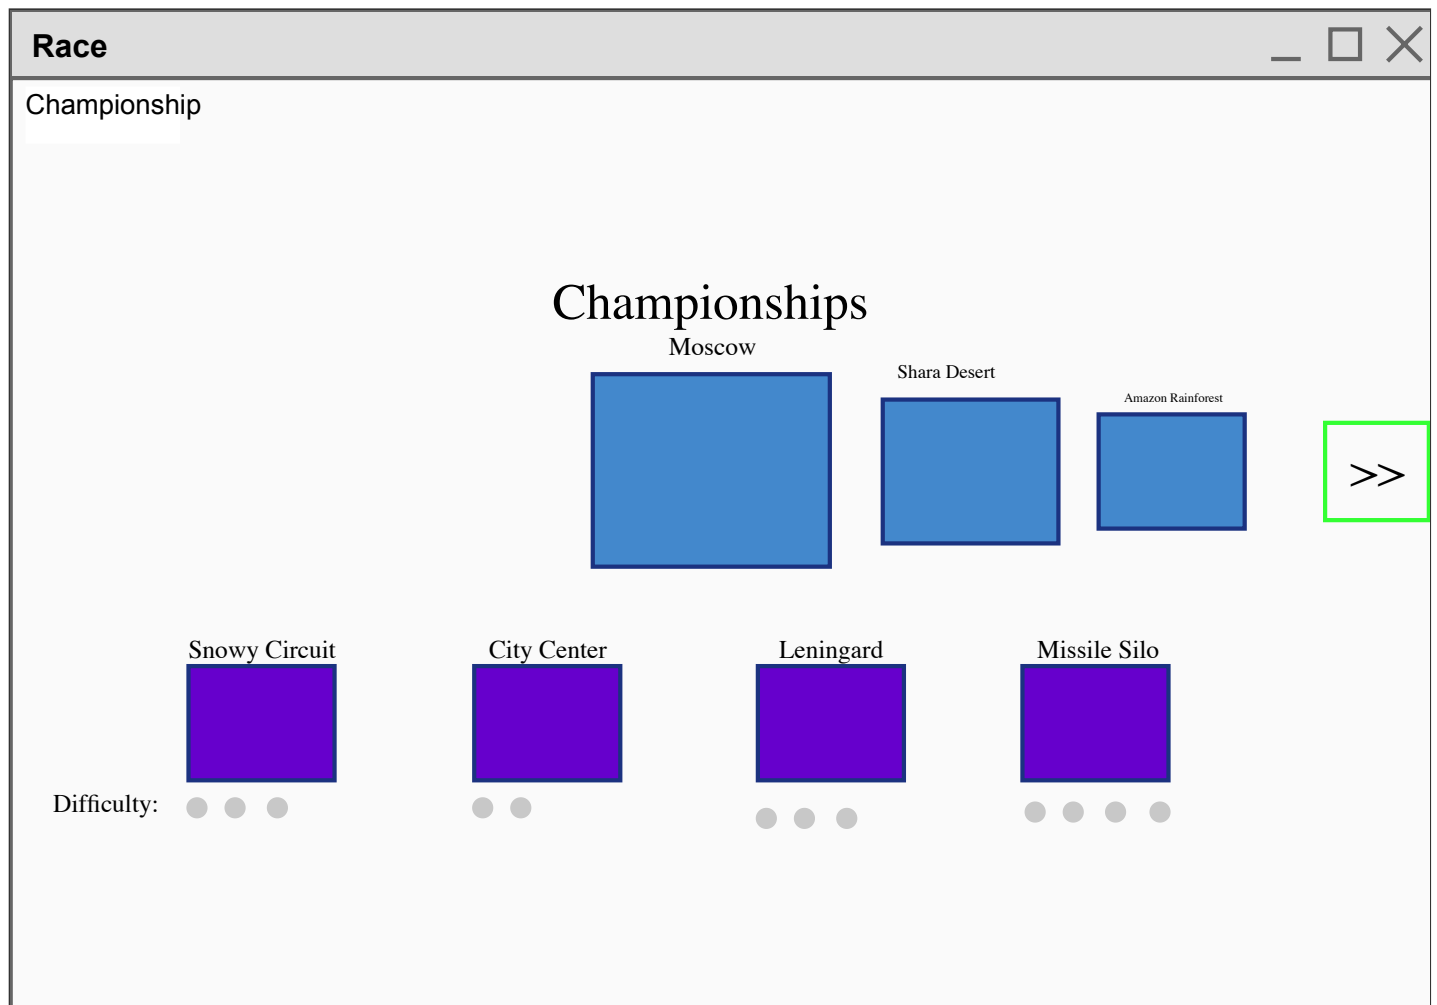 Race
Championship
Championships
Moscow
Shara Desert
Amazon Rainforest
>>
Snowy Circuit
City Center
Leningard
Missile Silo
Difficulty: